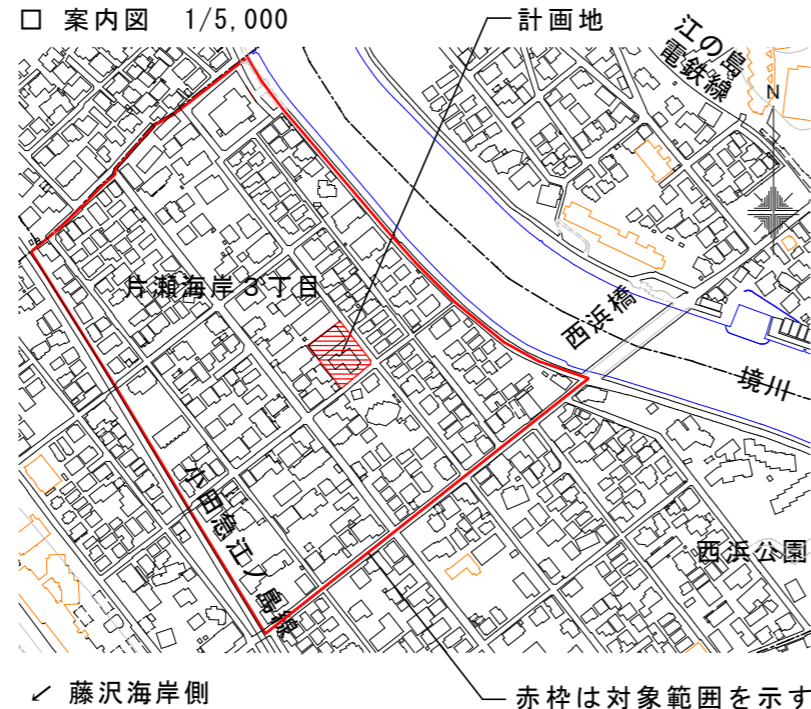 □ 案内図 1/5,000
計画地
江の島
電鉄線
N
片瀬海岸3丁目
西浜橋
境川
小田急江ノ島線
西浜公園
↙ 藤沢海岸側
赤枠は対象範囲を示す